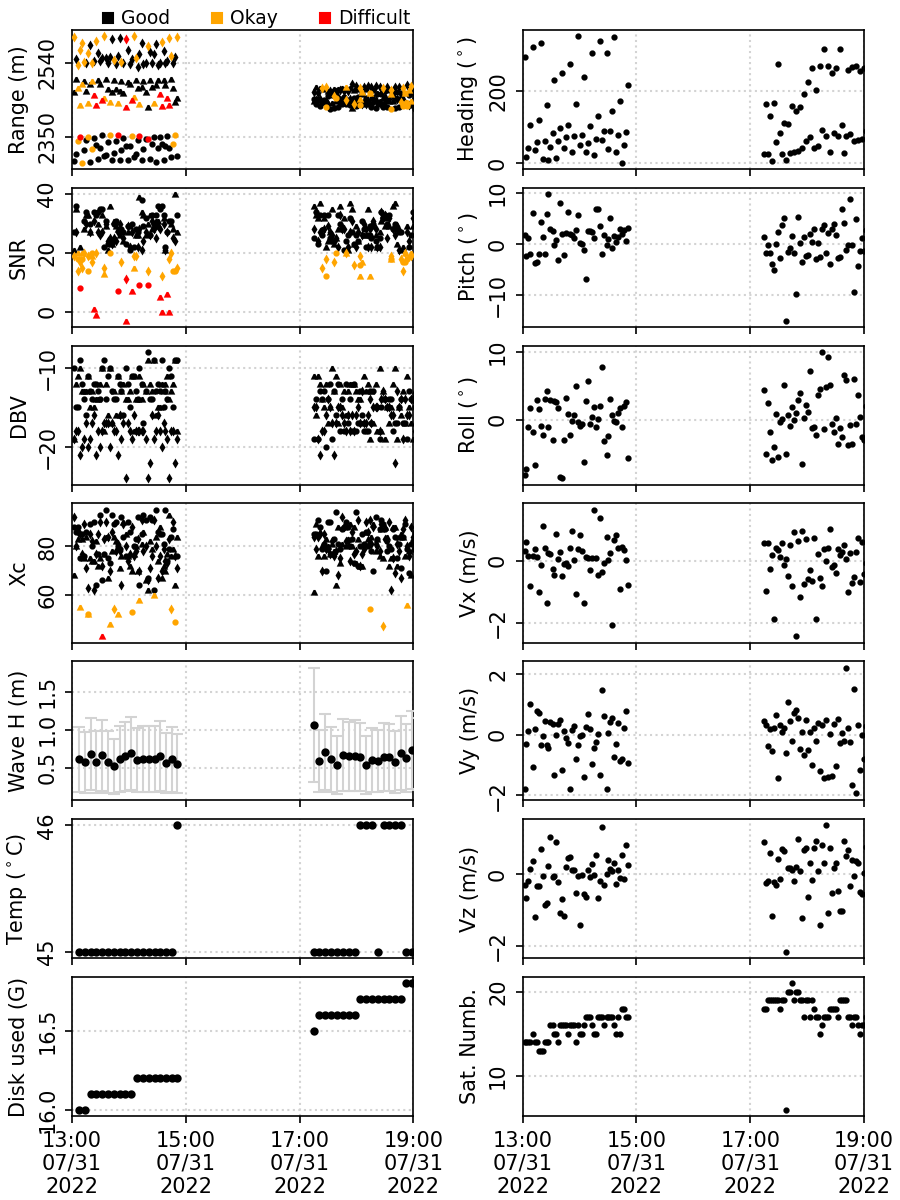 Good Okay Difficult
Range (m)
2540
2350
Heading (°)
200
0
SNR
40
20
0
Pitch (°)
10
0
−10
DBV
−10
−20
Roll (°)
10
0
Xc
80
60
Vx (m/s)
0
−2
Wave H (m)
1.5
1.0
0.5
Vy (m/s)
2
0
−2
Temp (°C)
46
45
Vz (m/s)
0
−2
Disk used (G)
16.5
16.0
Sat. Numb.
20
10
13:00 15:00 17:00 19:00
07/31 07/31 07/31 07/31
2022 2022 2022 2022
13:00 15:00 17:00 19:00
07/31 07/31 07/31 07/31
2022 2022 2022 2022